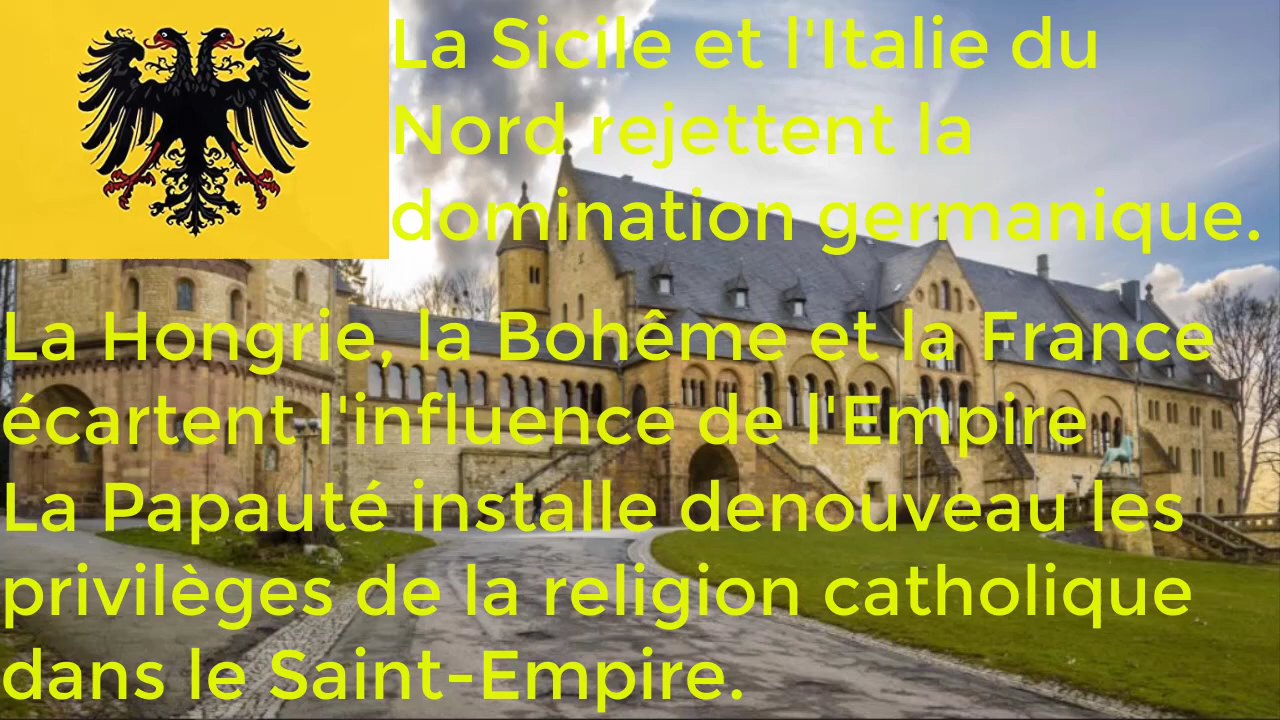 La Sicile et l'Italie du
Nord rejettent la
domination germanique.
La Hongrie, la Bohême et la France
écartent l'influence de l'Empire
La Papauté installe denouveau les
privilèges de la religion catholique
dans le Saint-Empire.